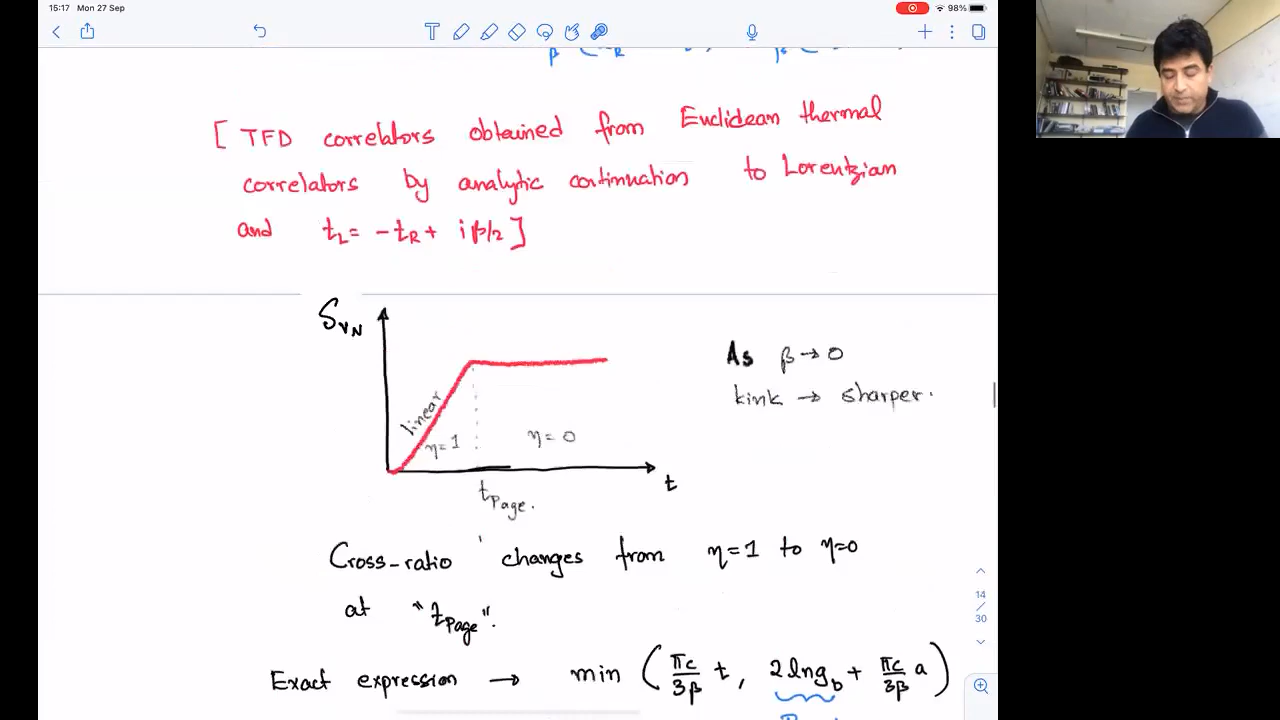 15:17 Mon 27 Sep
98%
T
[ TFD correlators obtained from Euclidean thermal
correlators by analytic continuation to Lorentzian
and t_L = -t_R + iβ/2 ]
S_VN
linear
η=1
η=0
t_Page.
t
As β→0
kink → sharper.
Cross-ratio changes from η=1 to η=0
at "t_Page".
Exact expression → min ( πc/3β t, 2 ln g_b + πc/3β a )
14
/
30